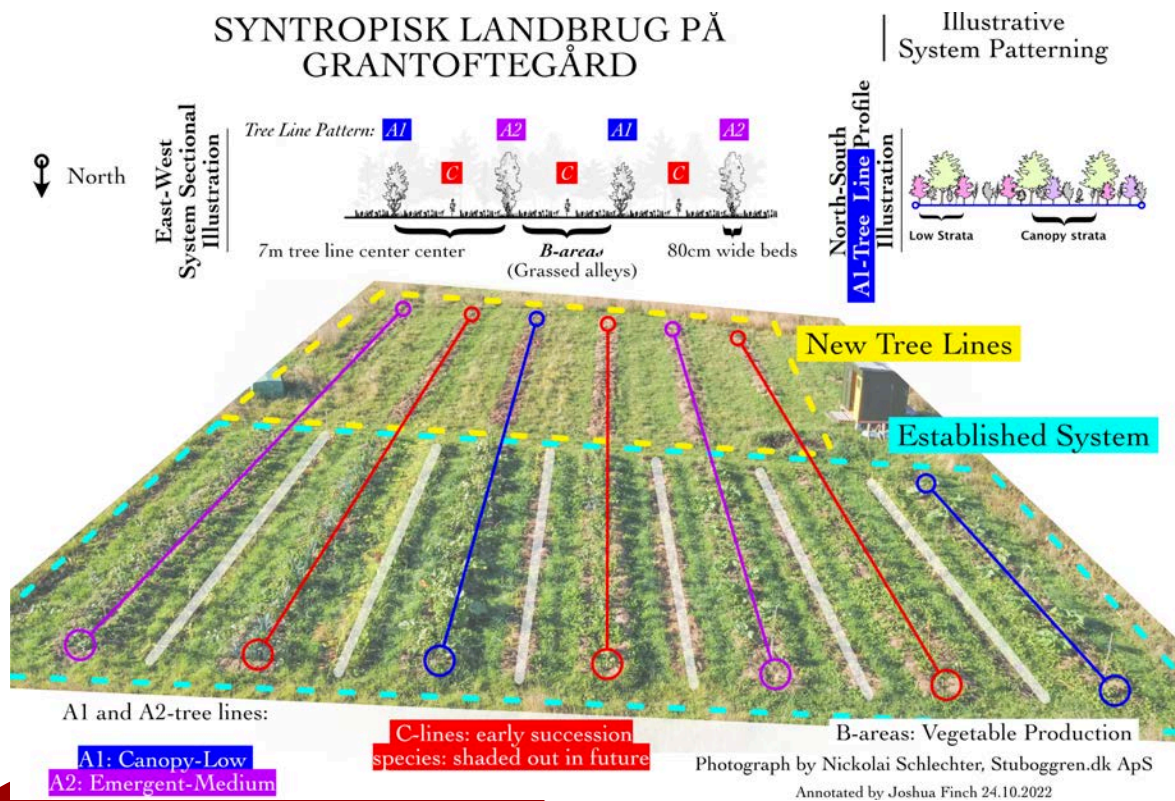 SYNTROPISK LANDBRUG PÅ
GRANTOFTEGÅRD
Illustrative
System Patterning
North
East-West
System Sectional
Illustration
Tree Line Pattern:
A1
A2
A1
A2
C
C
C
7m tree line center center
B-areas
(Grassed alleys)
80cm wide beds
North-South
A1-Tree Line Profile
Illustration
Low Strata
Canopy strata
New Tree Lines
Established System
A1 and A2-tree lines:
A1: Canopy-Low
A2: Emergent-Medium
C-lines: early succession
species: shaded out in future
B-areas: Vegetable Production
Photograph by Nickolai Schlechter, Stuboggren.dk ApS
Annotated by Joshua Finch 24.10.2022